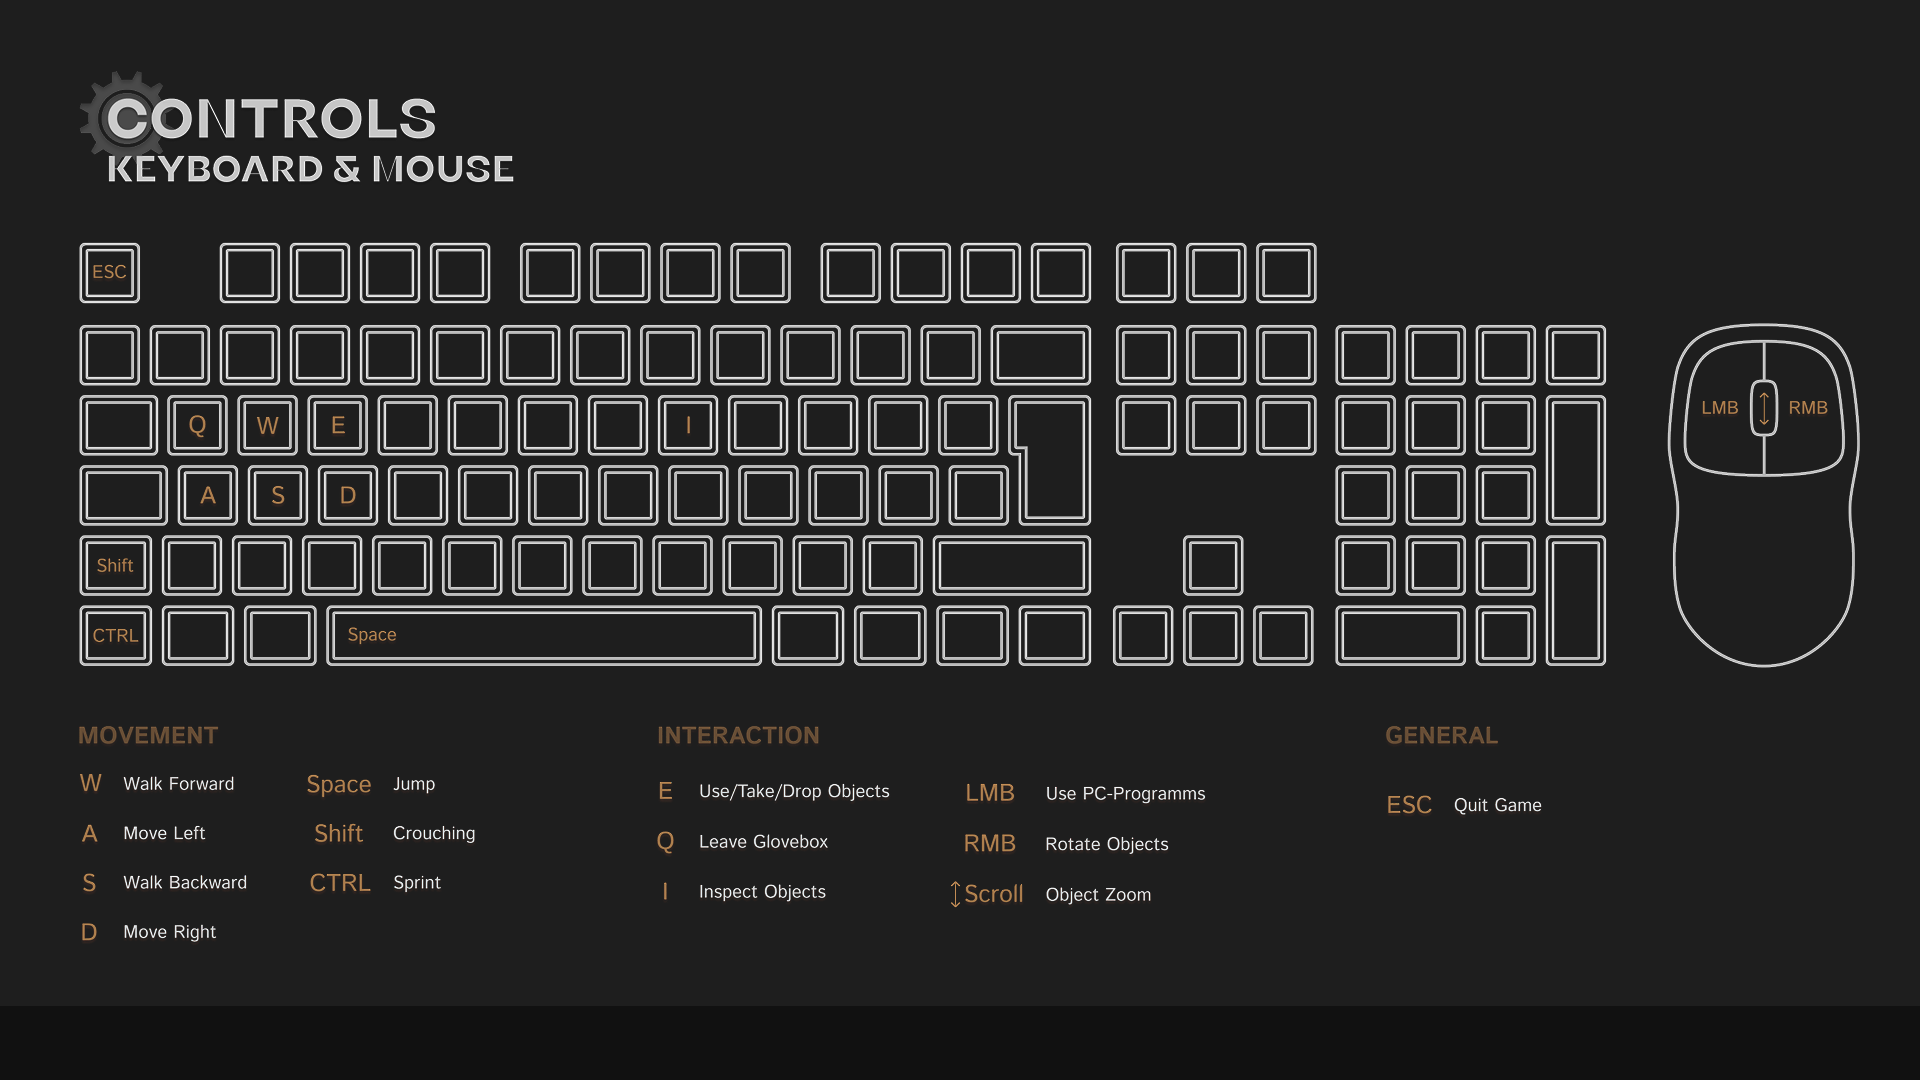 CONTROLS
KEYBOARD & MOUSE
ESC
Q W E I
LMB RMB
A S D
Shift
CTRL Space
MOVEMENT
W Walk Forward
A Move Left
S Walk Backward
D Move Right
Space Jump
Shift Crouching
CTRL Sprint
INTERACTION
E Use/Take/Drop Objects
Q Leave Glovebox
I Inspect Objects
LMB Use PC-Programms
RMB Rotate Objects
Scroll Object Zoom
GENERAL
ESC Quit Game